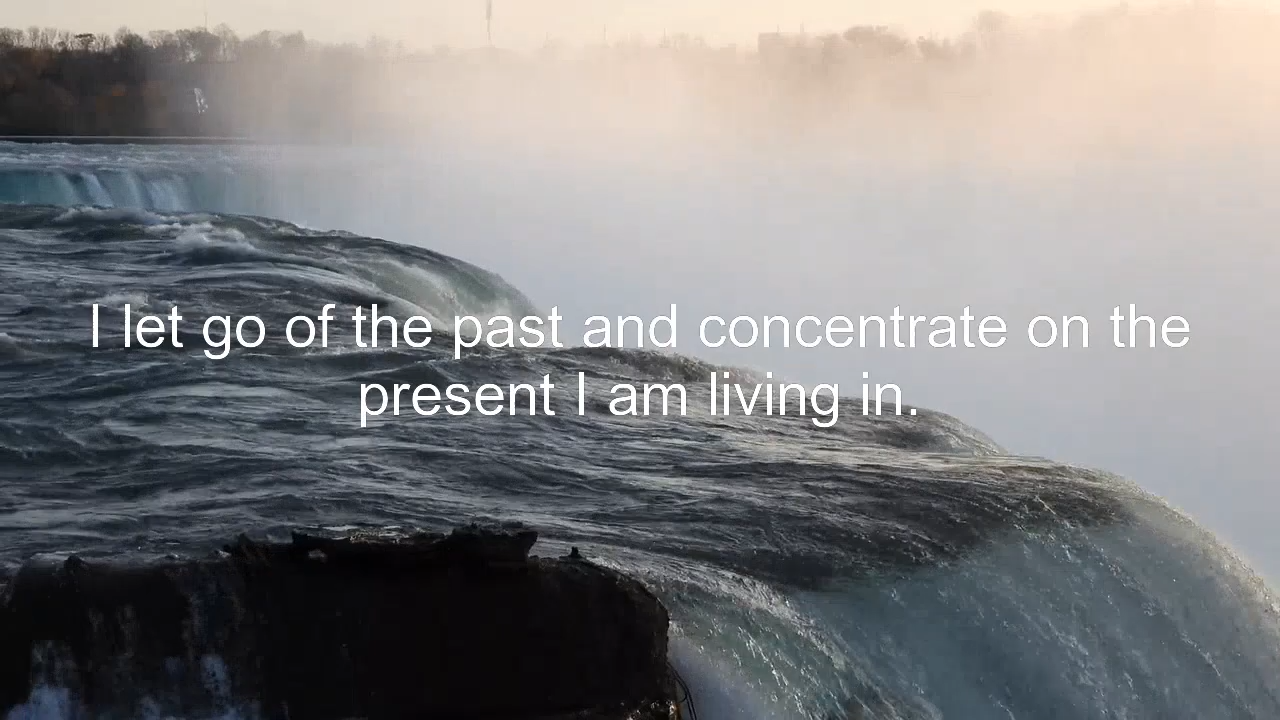 I let go of the past and concentrate on the
present I am living in.